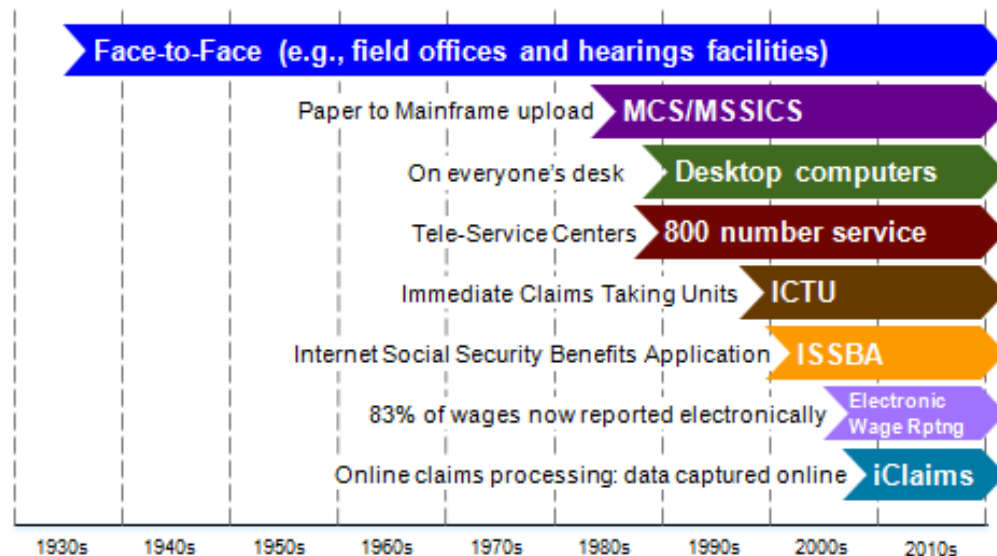 Face-to-Face (e.g., field offices and hearings facilities)
Paper to Mainframe upload MCS/MSSICS
On everyone's desk Desktop computers
Tele-Service Centers 800 number service
Immediate Claims Taking Units ICTU
Internet Social Security Benefits Application ISSBA
83% of wages now reported electronically Electronic
Wage Rptng
Online claims processing: data captured online iClaims
1930s 1940s 1950s 1960s 1970s 1980s 1990s 2000s 2010s